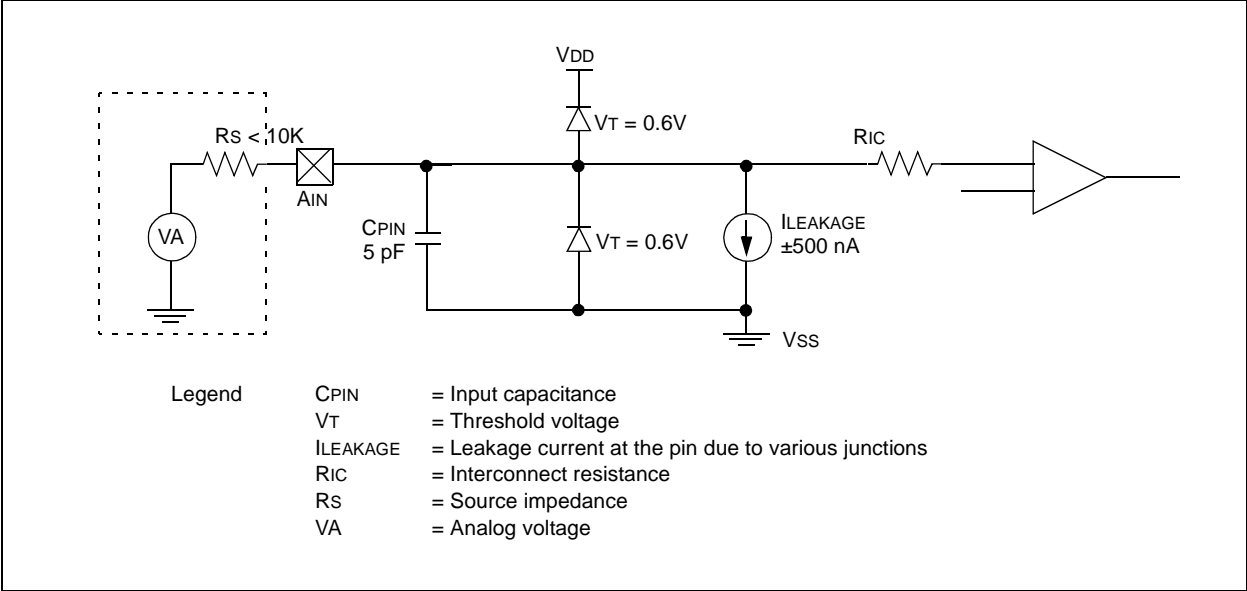 VDD
VT = 0.6V
RS < 10K
RIC
AIN
CPIN
5 pF
ILEAKAGE
±500 nA
VA
VT = 0.6V
VSS
Legend
CPIN = Input capacitance
VT = Threshold voltage
ILEAKAGE = Leakage current at the pin due to various junctions
RIC = Interconnect resistance
RS = Source impedance
VA = Analog voltage